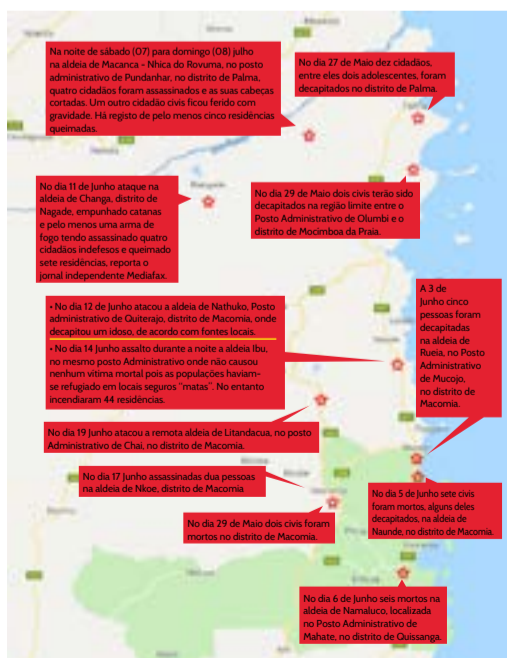 Na noite de sábado (07) para domingo (08) julho
na aldeia de Macanca - Nhica do Rovuma, no posto
administrativo de Pundanhar, no distrito de Palma,
quatro cidadãos foram assassinados e as suas cabeças
cortadas. Um outro cidadão civis ficou ferido com
gravidade. Há registo de pelo menos cinco residências
queimadas.
No dia 27 de Maio dez cidadãos,
entre eles dois adolescentes, foram
decapitados no distrito de Palma.
No dia 11 de Junho ataque na
aldeia de Changa, distrito de
Nagade, empunhado catanas
e pelo menos uma arma de
fogo tendo assassinado quatro
cidadãos indefesos e queimado
sete residências, reporta o
jornal independente Mediafax.
No dia 29 de Maio dois civis terão sido
decapitados na região limite entre o
Posto Administrativo de Olumbi e o
distrito de Mocímboa da Praia.
• No dia 12 de Junho atacou a aldeia de Nathuko, Posto
administrativo de Quiterajo, distrito de Macomia, onde
decapitou um idoso, de acordo com fontes locais.
• No dia 14 Junho assalto durante a noite a aldeia Ibu,
no mesmo posto Administrativo onde não causou
nenhum vitima mortal pois as populações haviam-
se refugiado em locais seguros "matas". No entanto
incendiaram 44 residências.
A 3 de
Junho cinco
pessoas foram
decapitadas
na aldeia de
Rueia, no Posto
Administrativo
de Mucojo,
no distrito de
Macomia.
No dia 19 Junho atacou a remota aldeia de Litandacua, no posto
Administrativo de Chai, no distrito de Macomia.
No dia 17 Junho assassinadas dua pessoas
na aldeia de Nkoe, distrito de Macomia
No dia 29 de Maio dois civis foram
mortos no distrito de Macomia.
No dia 5 de Junho sete civis
foram mortos, alguns deles
decapitados, na aldeia de
Naunde, no distrito de Macomia.
No dia 6 de Junho seis mortos na
aldeia de Namaluco, localizada
no Posto Administrativo de
Mahate, no distrito de Quissanga.